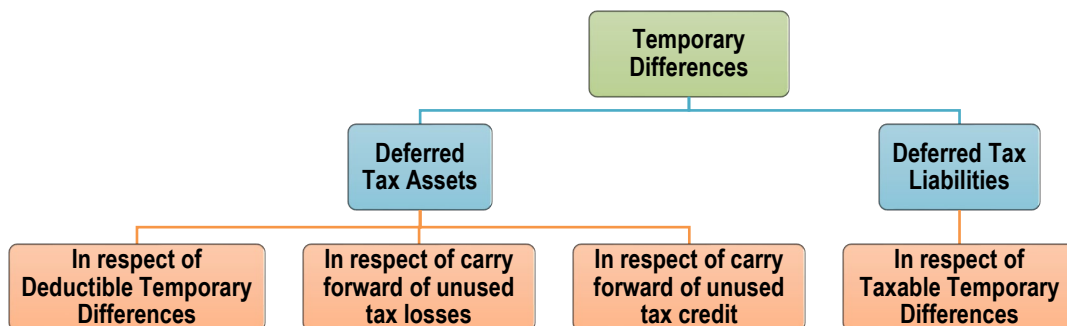 Temporary
Differences
Deferred
Tax Assets
Deferred Tax
Liabilities
In respect of
Deductible Temporary
Differences
In respect of carry
forward of unused
tax losses
In respect of carry
forward of unused
tax credit
In respect of
Taxable Temporary
Differences